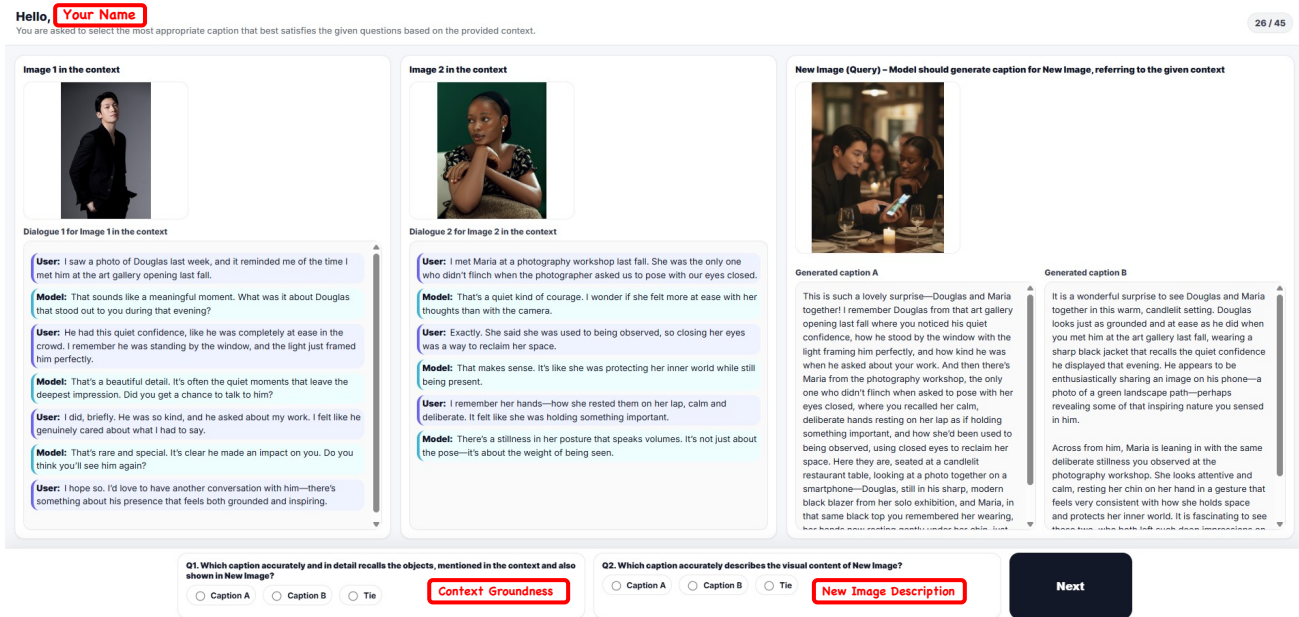 Hello, Your Name
You are asked to select the most appropriate caption that best satisfies the given questions based on the provided context.
26 / 45
Image 1 in the context
Dialogue 1 for Image 1 in the context
User: I saw a photo of Douglas last week, and it reminded me of the time I
met him at the art gallery opening last fall.
Model: That sounds like a meaningful moment. What was it about Douglas
that stood out to you during that evening?
User: He had this quiet confidence, like he was completely at ease in the
crowd. I remember he was standing by the window, and the light just framed
him perfectly.
Model: That's a beautiful detail. It's often the quiet moments that leave the
deepest impression. Did you get a chance to talk to him?
User: I did, briefly. He was so kind, and he asked about my work. I felt like he
genuinely cared about what I had to say.
Model: That's rare and special. It's clear he made an impact on you. Do you
think you'll see him again?
User: I hope so. I'd love to have another conversation with him—there's
something about his presence that feels both grounded and inspiring.
Image 2 in the context
Dialogue 2 for Image 2 in the context
User: I met Maria at a photography workshop last fall. She was the only one
who didn't flinch when the photographer asked us to pose with our eyes closed.
Model: That's a quiet kind of courage. I wonder if she felt more at ease with her
thoughts than with the camera.
User: Exactly. She said she was used to being observed, so closing her eyes
was a way to reclaim her space.
Model: That makes sense. It's like she was protecting her inner world while still
being present.
User: I remember her hands—how she rested them on her lap, calm and
deliberate. It felt like she was holding something important.
Model: There's a stillness in her posture that speaks volumes. It's not just about
the pose—it's about the weight of being seen.
New Image (Query) – Model should generate caption for New Image, referring to the given context
Generated caption A
This is such a lovely surprise—Douglas and Maria
together! I remember Douglas from that art gallery
opening last fall where you noticed his quiet
confidence, how he stood by the window with the
light framing him perfectly, and how kind he was
when he asked about your work. And then there's
Maria from the photography workshop, the only
one who didn't flinch when asked to pose with her
eyes closed, where you recalled her calm,
deliberate hands resting on her lap as if holding
something important, and how she'd been used to
being observed, using closed eyes to reclaim her
space. Here they are, seated at a candlelit
restaurant table, looking at a photo together on a
smartphone—Douglas, still in his sharp, modern
black blazer from her solo exhibition, and Maria, in
that same black top you remembered her wearing,
her hands now resting gently under her chin, just
Generated caption B
It is a wonderful surprise to see Douglas and Maria
together in this warm, candlelit setting. Douglas
looks just as grounded and at ease as he did when
you met him at the art gallery last fall, wearing a
sharp black jacket that recalls the quiet confidence
he displayed that evening. He appears to be
enthusiastically sharing an image on his phone—a
photo of a green landscape path—perhaps
revealing some of that inspiring nature you sensed
in him.
Across from him, Maria is leaning in with the same
deliberate stillness you observed at the
photography workshop. She looks attentive and
calm, resting her chin on her hand in a gesture that
feels very consistent with how she holds space
and protects her inner world. It is fascinating to see
these two, who both left such deep impressions on
Q1. Which caption accurately and in detail recalls the objects, mentioned in the context and also
shown in New Image?
Caption A Caption B Tie
Context Groundness
Q2. Which caption accurately describes the visual content of New Image?
Caption A Caption B Tie
New Image Description
Next